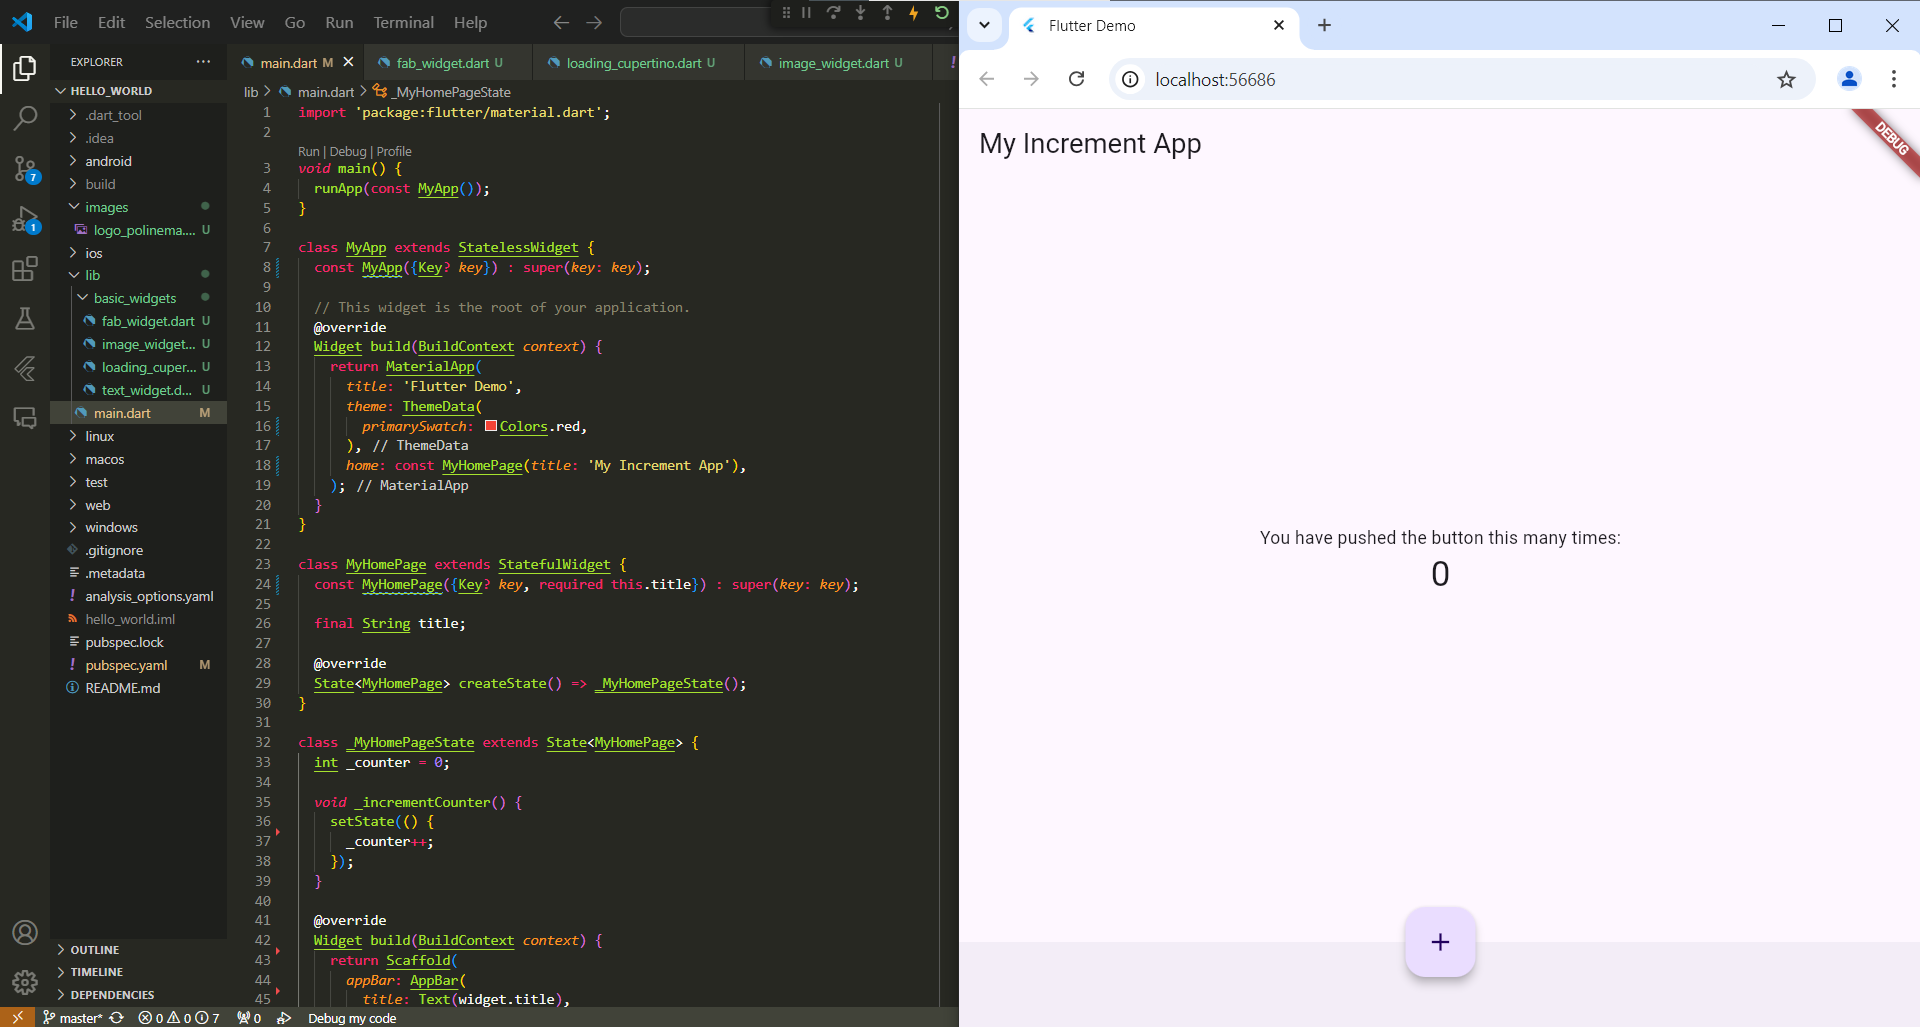 File Edit Selection View Go Run Terminal Help
EXPLORER
HELLO_WORLD
.dart_tool
.idea
android
build
images
logo_polinema.... U
ios
lib
basic_widgets
fab_widget.dart U
image_widget... U
loading_cuper... U
text_widget.d... U
main.dart M
linux
macos
test
web
windows
.gitignore
.metadata
! analysis_options.yaml
hello_world.iml
pubspec.lock
! pubspec.yaml M
README.md
OUTLINE
TIMELINE
DEPENDENCIES
7
1
main.dart M fab_widget.dart U loading_cupertino.dart U image_widget.dart U !
lib > main.dart > _MyHomePageState
1 import 'package:flutter/material.dart';
2
Run | Debug | Profile
3 void main() {
4 runApp(const MyApp());
5 }
6
7 class MyApp extends StatelessWidget {
8 const MyApp({Key? key}) : super(key: key);
9
10 // This widget is the root of your application.
11 @override
12 Widget build(BuildContext context) {
13 return MaterialApp(
14 title: 'Flutter Demo',
15 theme: ThemeData(
16 primarySwatch: Colors.red,
17 ), // ThemeData
18 home: const MyHomePage(title: 'My Increment App'),
19 ); // MaterialApp
20 }
21 }
22
23 class MyHomePage extends StatefulWidget {
24 const MyHomePage({Key? key, required this.title}) : super(key: key);
25
26 final String title;
27
28 @override
29 State<MyHomePage> createState() => _MyHomePageState();
30 }
31
32 class _MyHomePageState extends State<MyHomePage> {
33 int _counter = 0;
34
35 void _incrementCounter() {
36 setState(() {
37 _counter++;
38 });
39 }
40
41 @override
42 Widget build(BuildContext context) {
43 return Scaffold(
44 appBar: AppBar(
45 title: Text(widget.title),
master* 0 0 7 0 Debug my code
Flutter Demo
localhost:56686
My Increment App
DEBUG
You have pushed the button this many times:
0
+